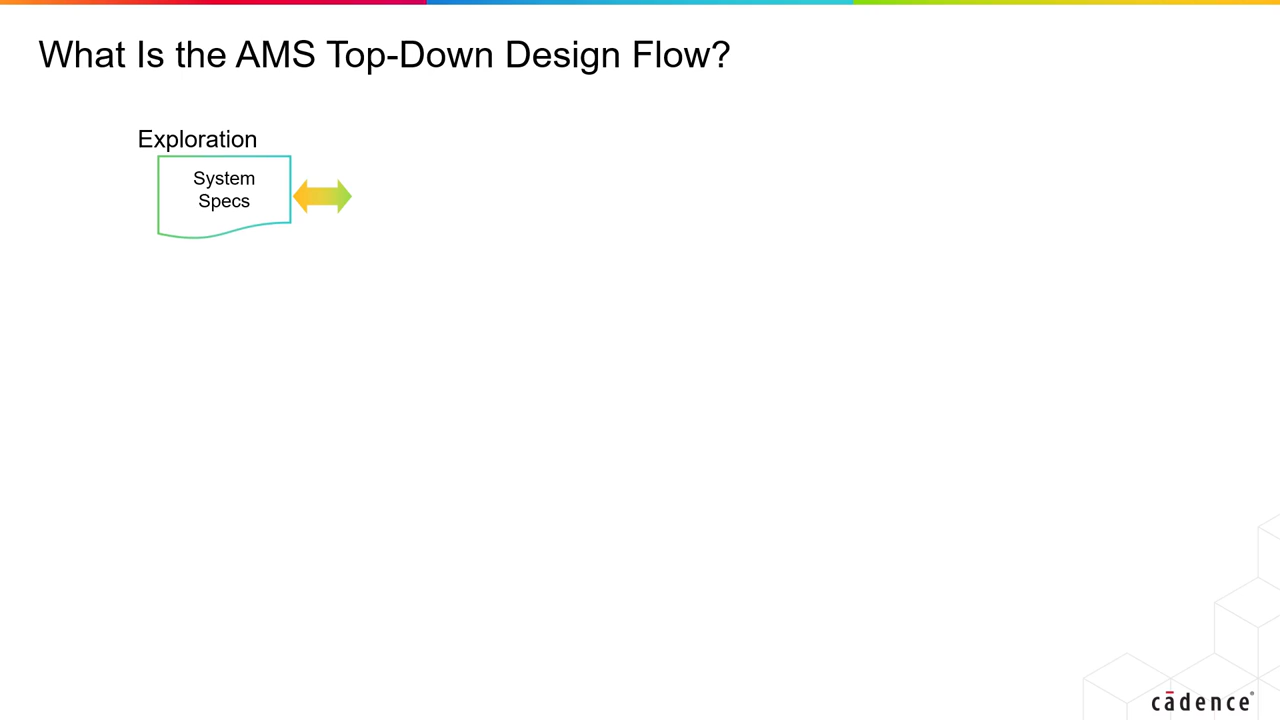 What Is the AMS Top-Down Design Flow?
Exploration
System
Specs
cādence®